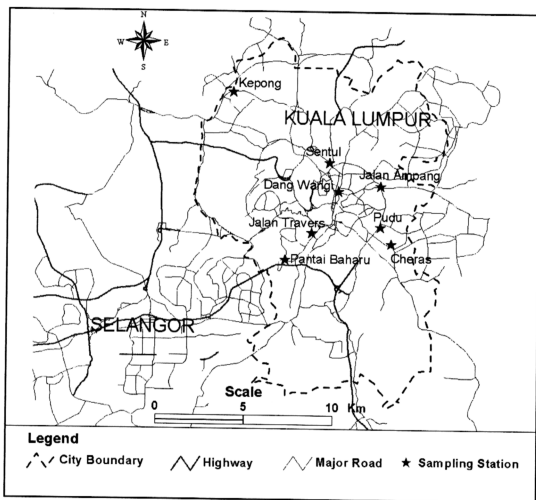 N
W E
S
Kepong
KUALA LUMPUR
Sentul
Jalan Ampang
Dang Wangi
Pudu
Jalan Travers
Cheras
Pantai Baharu
SELANGOR
Scale
0 5 10 Km
Legend
City Boundary Highway Major Road Sampling Station